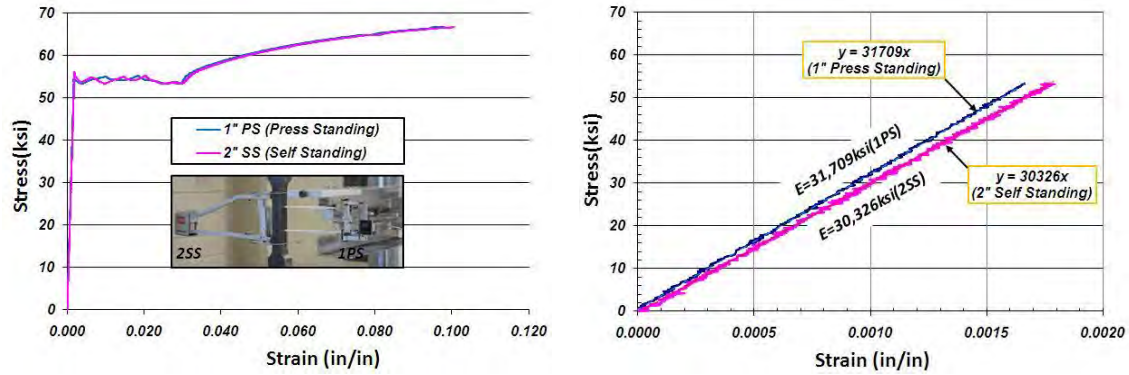 70
60
50
40
30
20
10
0
Stress(ksi)
1" PS (Press Standing)
2" SS (Self Standing)
2SS
1PS
0.000
0.020
0.040
0.060
0.080
0.100
0.120
Strain (in/in)
70
60
50
40
30
20
10
0
Stress(ksi)
y = 31709x
(1" Press Standing)
E=31,709ksi(1PS)
E=30,326ksi(2SS)
y = 30326x
(2" Self Standing)
0.0000
0.0005
0.0010
0.0015
0.0020
Strain (in/in)